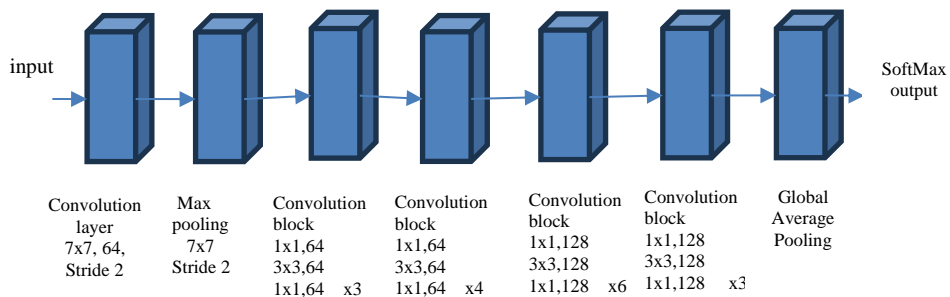 input
SoftMax
output
Convolution
layer
7x7, 64,
Stride 2
Max
pooling
7x7
Stride 2
Convolution
block
1x1,64
3x3,64
1x1,64 x3
Convolution
block
1x1,64
3x3,64
1x1,64 x4
Convolution
block
1x1,128
3x3,128
1x1,128 x6
Convolution
block
1x1,128
3x3,128
1x1,128 x3
Global
Average
Pooling